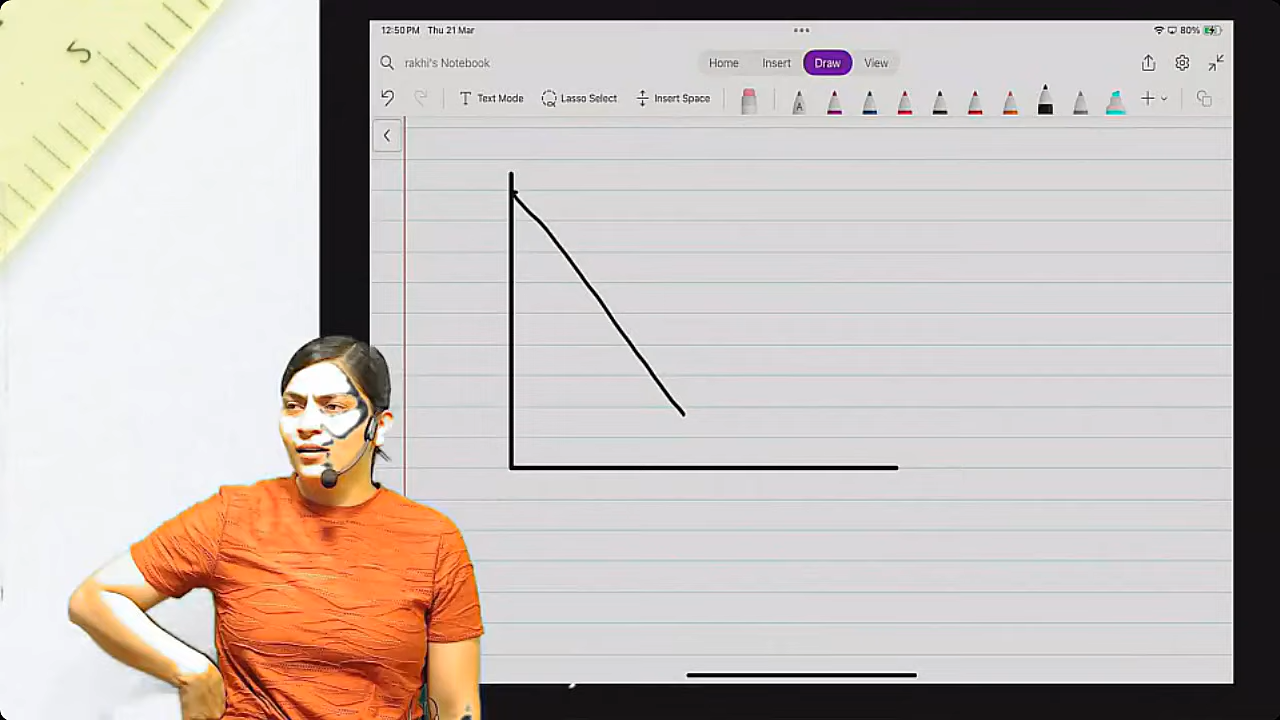 5
12:50 PM Thu 21 Mar
80%
rakhi's Notebook
Home Insert Draw View
Text Mode Lasso Select Insert Space
A